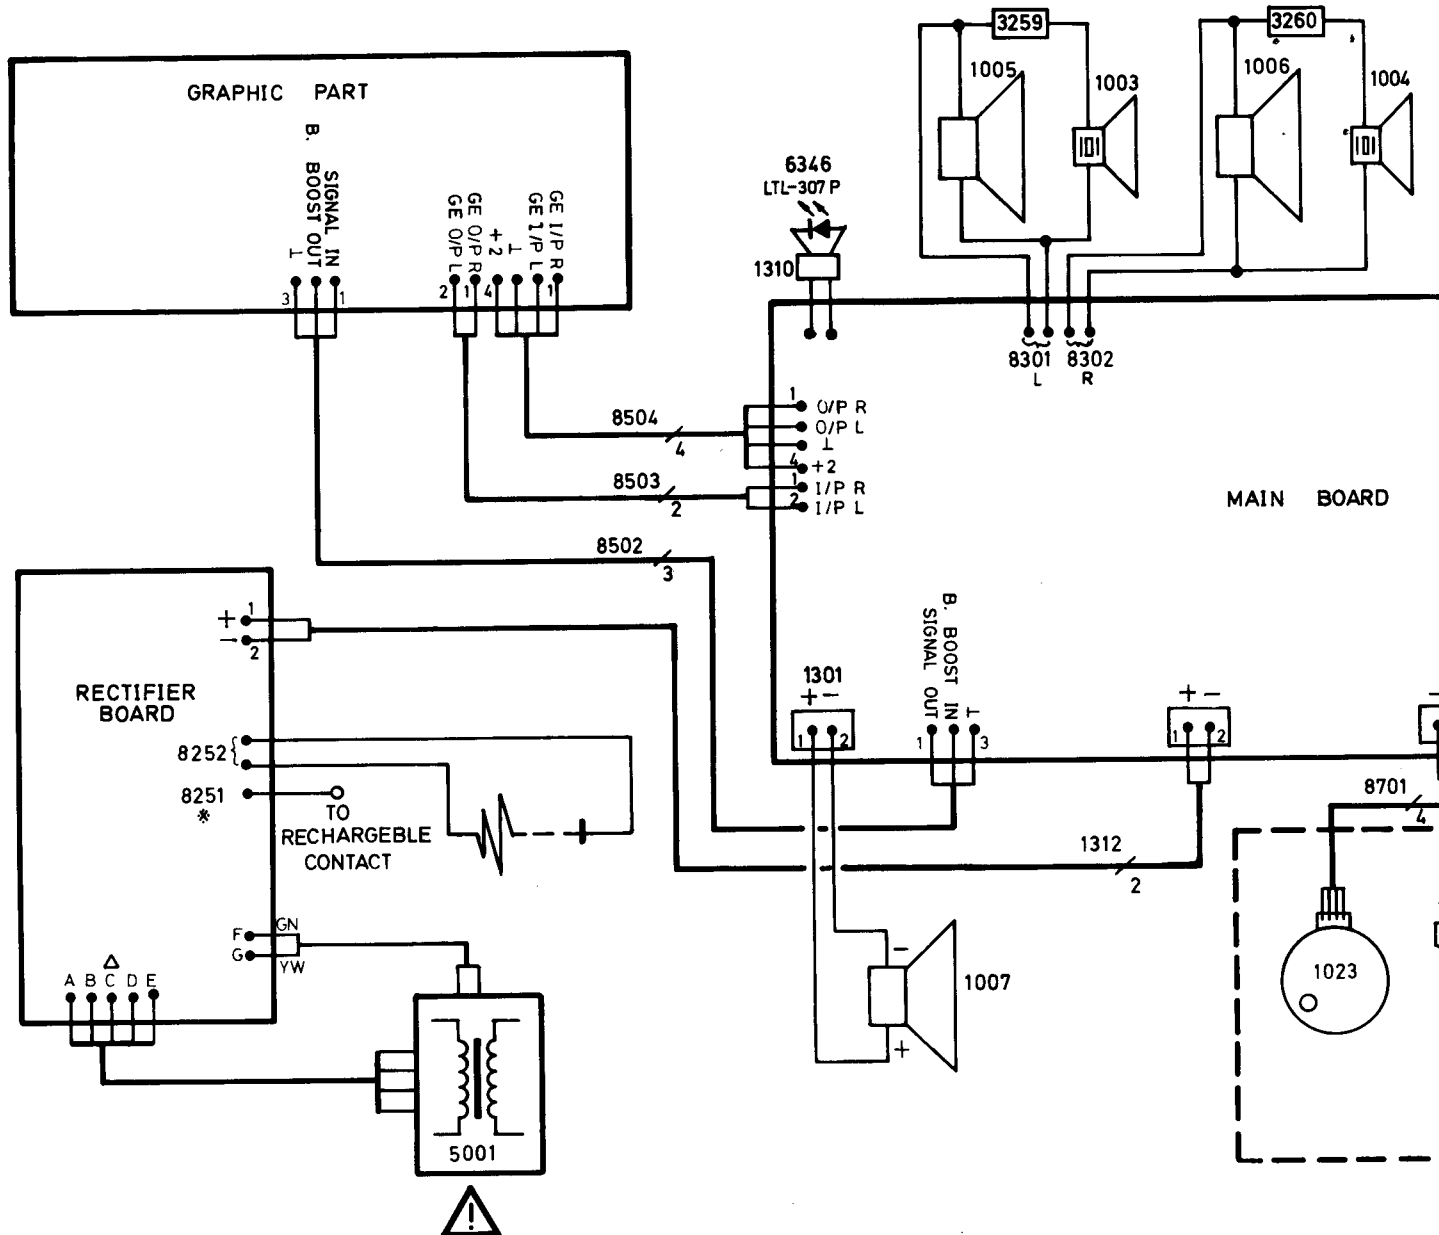 3259
3260
1005
1003
1006
1004
GRAPHIC PART
B. BOOST OUT
SIGNAL IN
⊥
3
1
GE O/P L
GE O/P R
+2
⊥
GE I/P L
GE I/P R
2
1
4
1
6346
LTL-307 P
1310
8301
L
8302
R
8504
4
1
O/P R
O/P L
⊥
4
+2
8503
2
1
I/P R
2
I/P L
MAIN BOARD
8502
3
+
1
−
2
RECTIFIER
BOARD
8252
8251
*
TO
RECHARGEBLE
CONTACT
1301
+ −
1
2
SIGNAL OUT
B. BOOST IN
⊥
1
3
+ −
1
2
−
8701
4
1312
2
F
GN
G
YW
A B C D E
Δ
−
1007
+
1023
5001
!